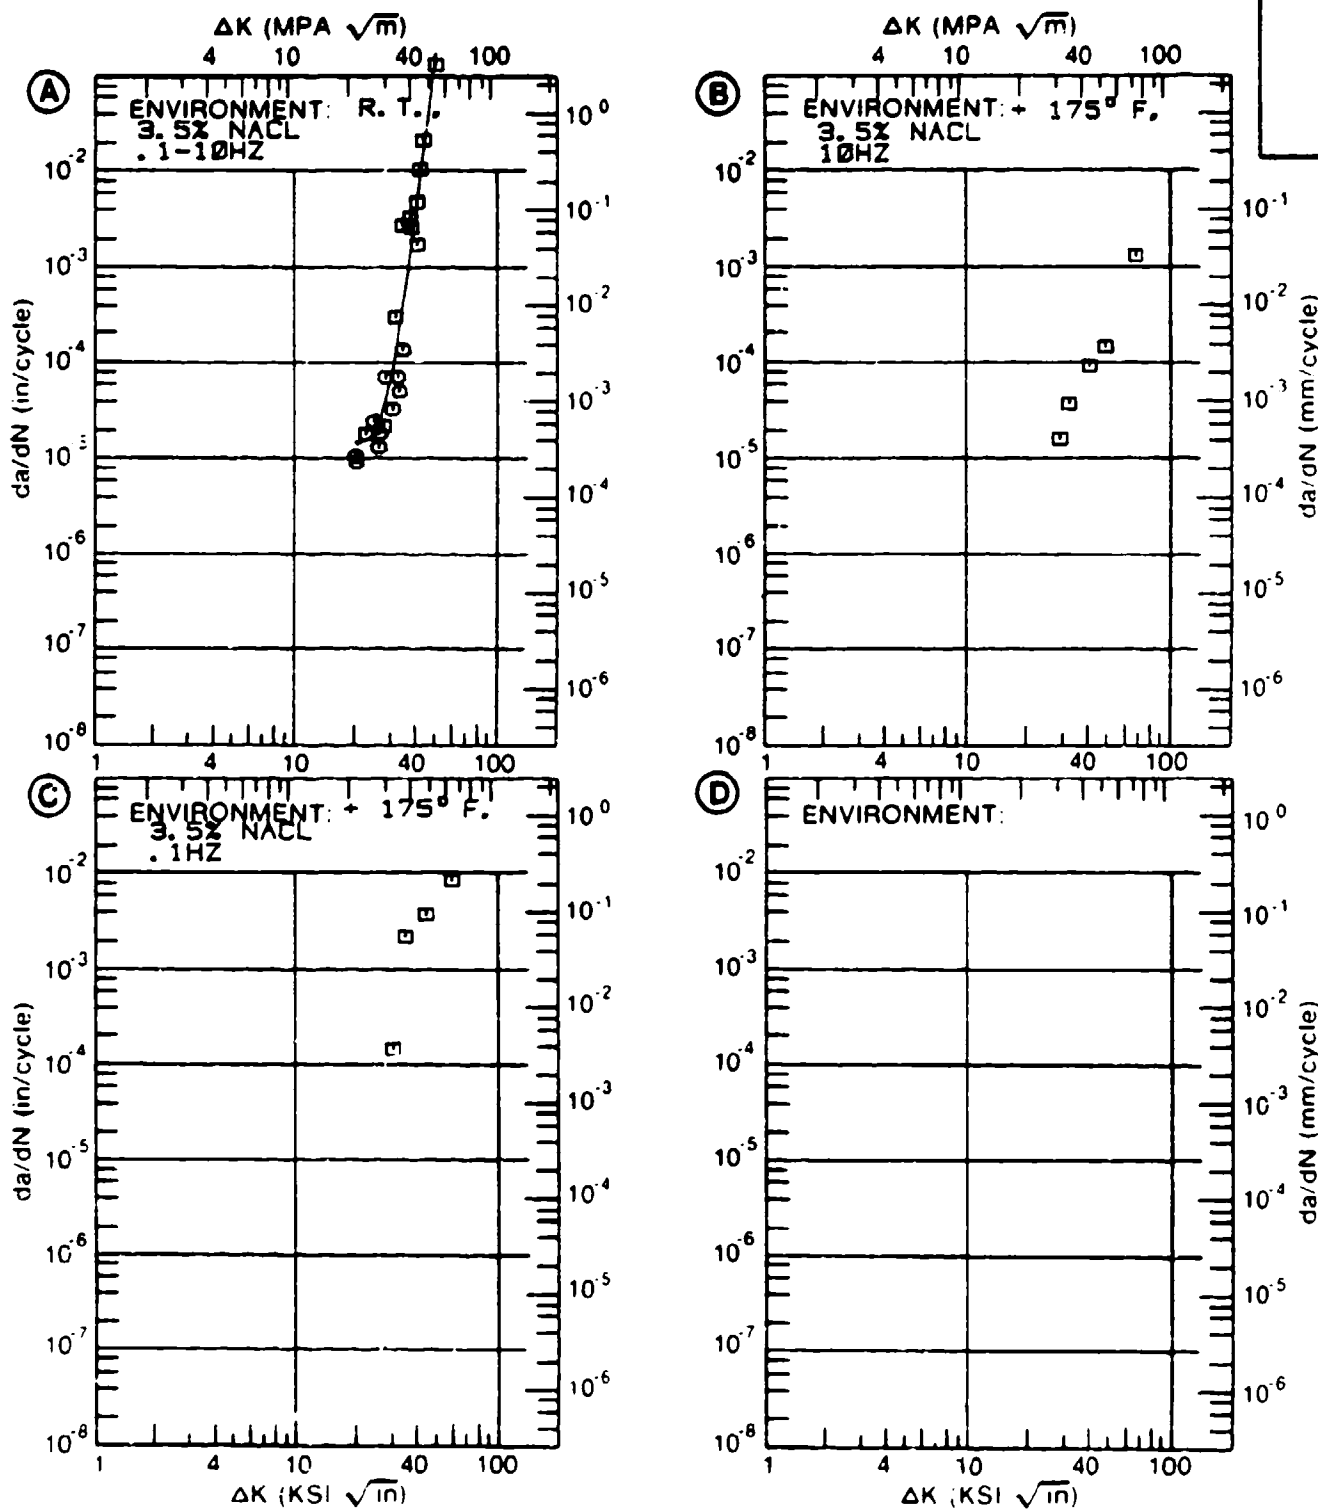 ΔK (MPA √m)
4 10 40 100
A
ENVIRONMENT: R. T.,
3. 5% NACL
. 1-10HZ
10^-2
10^-3
10^-4
10^-5
10^-6
10^-7
10^-8
da/dN (in/cycle)
10^0
10^-1
10^-2
10^-3
10^-4
10^-5
10^-6
1 4 10 40 100
ΔK (MPA √m)
4 10 40 100
B
ENVIRONMENT: + 175° F.
3. 5% NACL
10HZ
10^-2
10^-3
10^-4
10^-5
10^-6
10^-7
10^-8
10^0
10^-1
10^-2
10^-3
10^-4
10^-5
10^-6
da/dN (mm/cycle)
1 4 10 40 100
C
ENVIRONMENT: + 175° F.
3. 5% NACL
. 1HZ
10^-2
10^-3
10^-4
10^-5
10^-6
10^-7
10^-8
da/dN (in/cycle)
10^0
10^-1
10^-2
10^-3
10^-4
10^-5
10^-6
1 4 10 40 100
ΔK (KSI √in)
D
ENVIRONMENT:
10^-2
10^-3
10^-4
10^-5
10^-6
10^-7
10^-8
10^0
10^-1
10^-2
10^-3
10^-4
10^-5
10^-6
da/dN (mm/cycle)
1 4 10 40 100
ΔK (KSI √in)